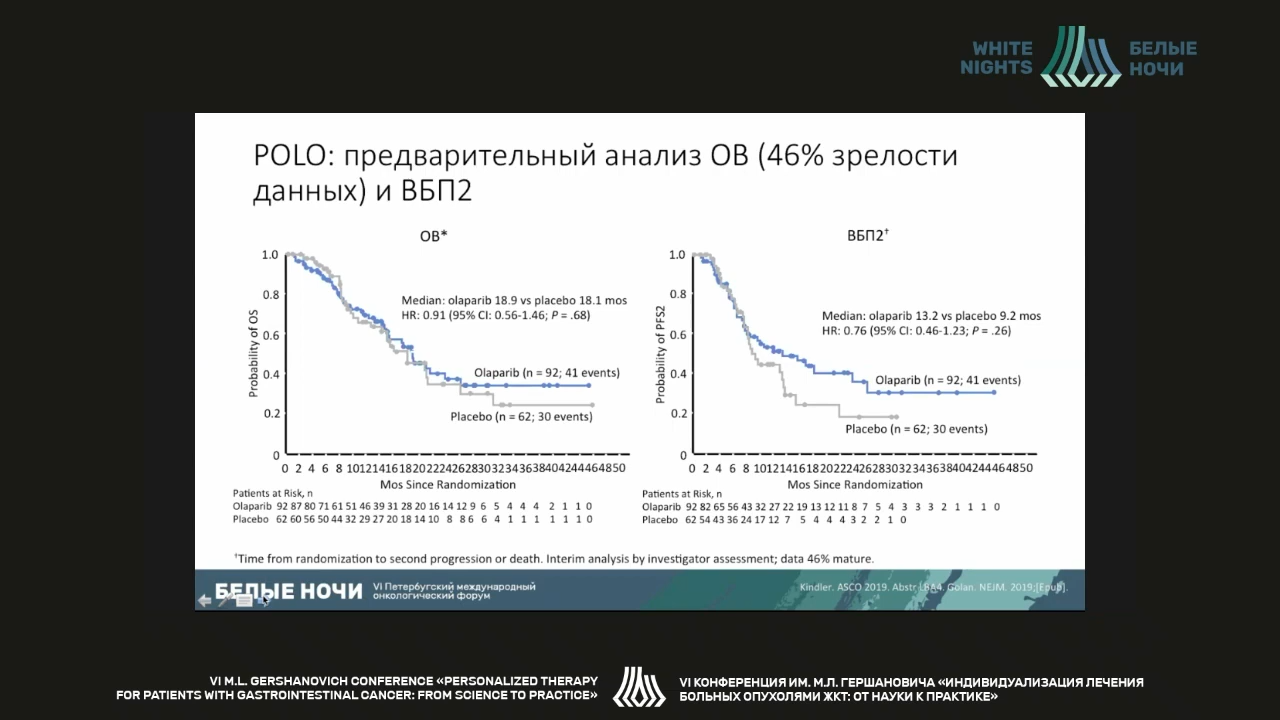 WHITE
NIGHTS
БЕЛЫЕ
НОЧИ
POLO: предварительный анализ ОВ (46% зрелости
данных) и ВБП2
ОВ*
1.0
0.8
0.6
0.4
0.2
0
Probability of OS
Median: olaparib 18.9 vs placebo 18.1 mos
HR: 0.91 (95% CI: 0.56-1.46; P = .68)
Olaparib (n = 92; 41 events)
Placebo (n = 62; 30 events)
0 2 4 6 8 10 12 14 16 18 20 22 24 26 28 30 32 34 36 38 40 42 44 46 48 50
Mos Since Randomization
Patients at Risk, n
Olaparib 92 87 80 71 61 51 46 39 31 28 20 16 14 12 9 6 5 4 4 4 2 1 1 0
Placebo 62 60 56 50 44 32 29 27 20 18 14 10 8 8 6 6 4 1 1 1 1 1 1 0
ВБП2†
1.0
0.8
0.6
0.4
0.2
0
Probability of PFS2
Median: olaparib 13.2 vs placebo 9.2 mos
HR: 0.76 (95% CI: 0.46-1.23; P = .26)
Olaparib (n = 92; 41 events)
Placebo (n = 62; 30 events)
0 2 4 6 8 10 12 14 16 18 20 22 24 26 28 30 32 34 36 38 40 42 44 46 48 50
Mos Since Randomization
Patients at Risk, n
Olaparib 92 82 65 56 43 32 27 22 19 13 12 11 8 7 5 4 3 3 3 2 1 1 1 0
Placebo 62 54 43 36 24 17 12 7 5 4 4 4 3 2 2 1 0
†Time from randomization to second progression or death. Interim analysis by investigator assessment; data 46% mature.
БЕЛЫЕ НОЧИ
VI Петербургский международный
онкологический форум
Kindler. ASCO 2019. Abstr LBA4. Golan. NEJM. 2019;[Epub].
VI M.L. GERSHANOVICH CONFERENCE «PERSONALIZED THERAPY
FOR PATIENTS WITH GASTROINTESTINAL CANCER: FROM SCIENCE TO PRACTICE»
VI КОНФЕРЕНЦИЯ ИМ. М.Л. ГЕРШАНОВИЧА «ИНДИВИДУАЛИЗАЦИЯ ЛЕЧЕНИЯ
БОЛЬНЫХ ОПУХОЛЯМИ ЖКТ: ОТ НАУКИ К ПРАКТИКЕ»